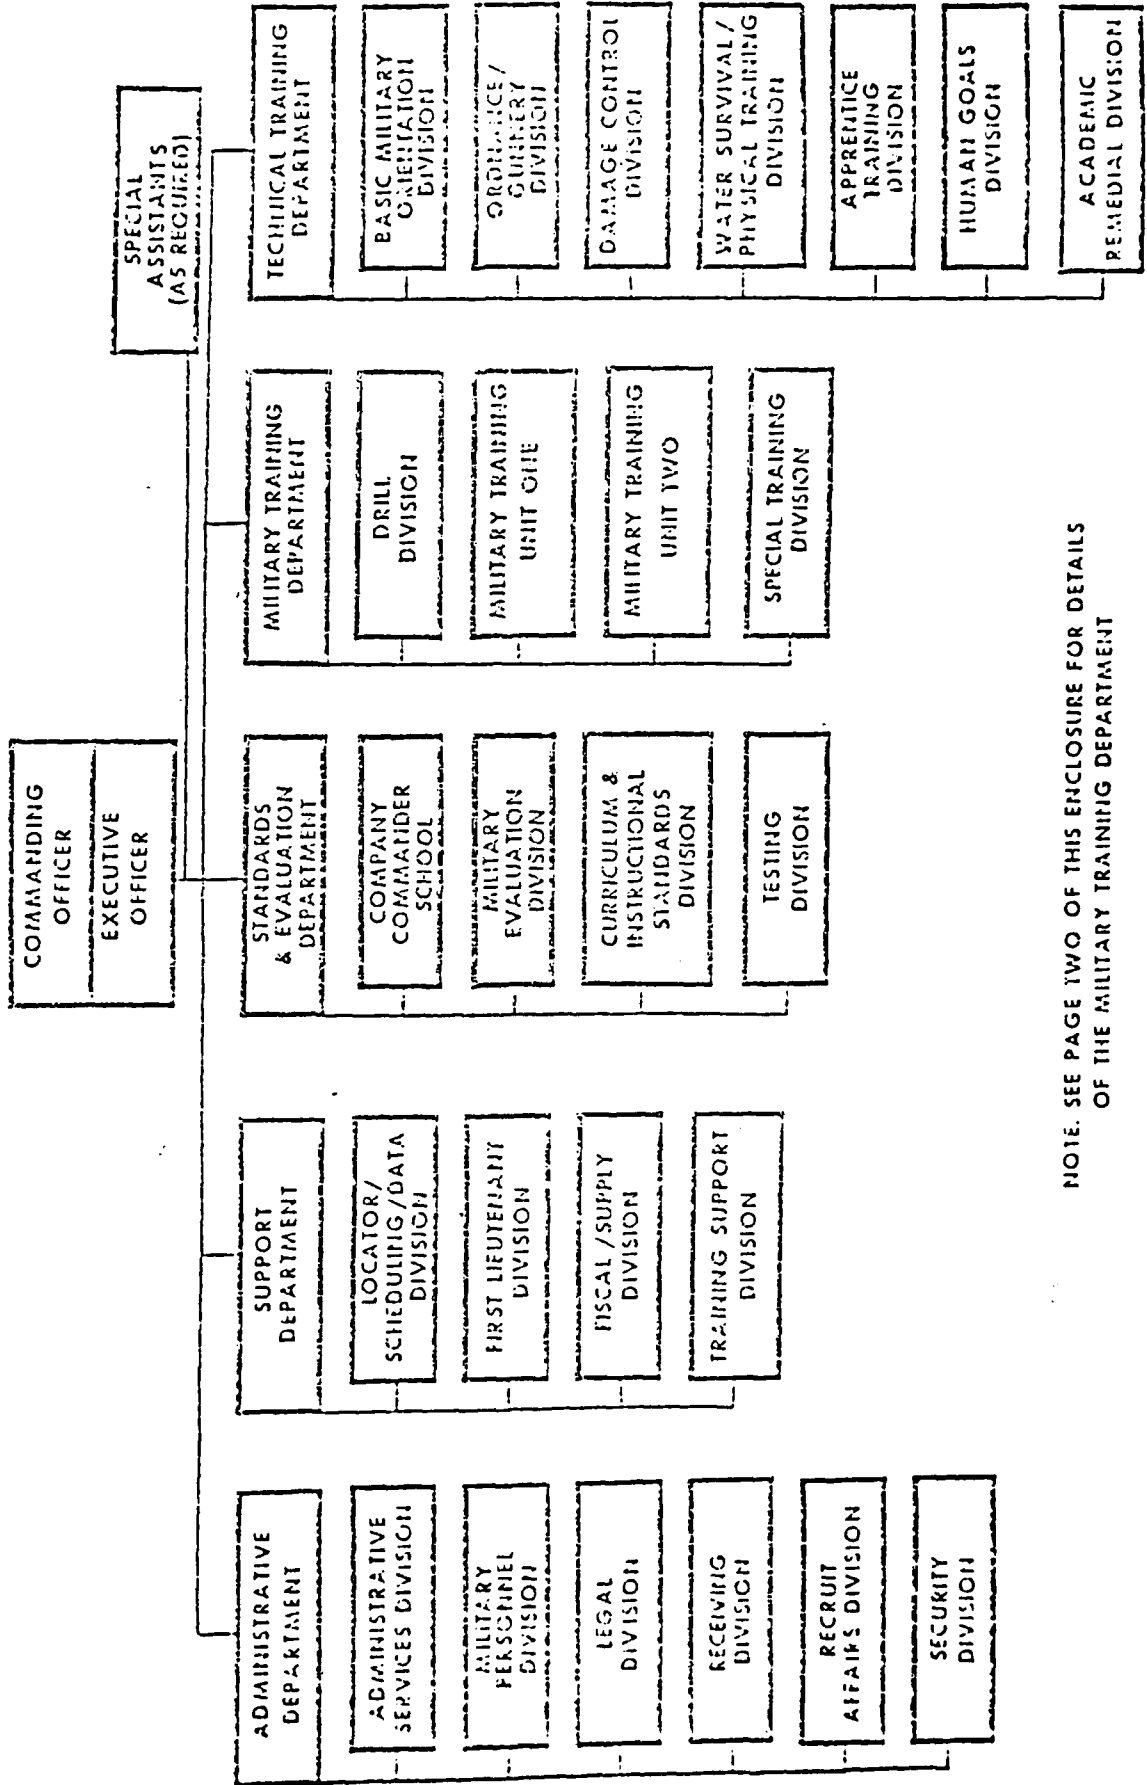 COMMANDING
OFFICER
EXECUTIVE
OFFICER
SPECIAL
ASSISTANTS
(AS REQUIRED)
ADMINISTRATIVE
DEPARTMENT
ADMINISTRATIVE
SERVICES DIVISION
MILITARY
PERSONNEL
DIVISION
LEGAL
DIVISION
RECEIVING
DIVISION
RECRUIT
AFFAIRS DIVISION
SECURITY
DIVISION
SUPPORT
DEPARTMENT
LOCATOR/
SCHEDULING/DATA
DIVISION
FIRST LIEUTENANT
DIVISION
FISCAL/SUPPLY
DIVISION
TRAINING SUPPORT
DIVISION
STANDARDS
& EVALUATION
DEPARTMENT
COMPANY
COMMANDER
SCHOOL
MILITARY
EVALUATION
DIVISION
CURRICULUM &
INSTRUCTIONAL
STANDARDS
DIVISION
TESTING
DIVISION
MILITARY TRAINING
DEPARTMENT
DRILL
DIVISION
MILITARY TRAINING
UNIT ONE
MILITARY TRAINING
UNIT TWO
SPECIAL TRAINING
DIVISION
TECHNICAL TRAINING
DEPARTMENT
BASIC MILITARY
ORIENTATION
DIVISION
ORDNANCE/
GUNNERY
DIVISION
DAMAGE CONTROL
DIVISION
WATER SURVIVAL/
PHYSICAL TRAINING
DIVISION
APPRENTICE
TRAINING
DIVISION
HUMAN GOALS
DIVISION
ACADEMIC
REMEDIAL DIVISION
NOTE. SEE PAGE TWO OF THIS ENCLOSURE FOR DETAILS
OF THE MILITARY TRAINING DEPARTMENT